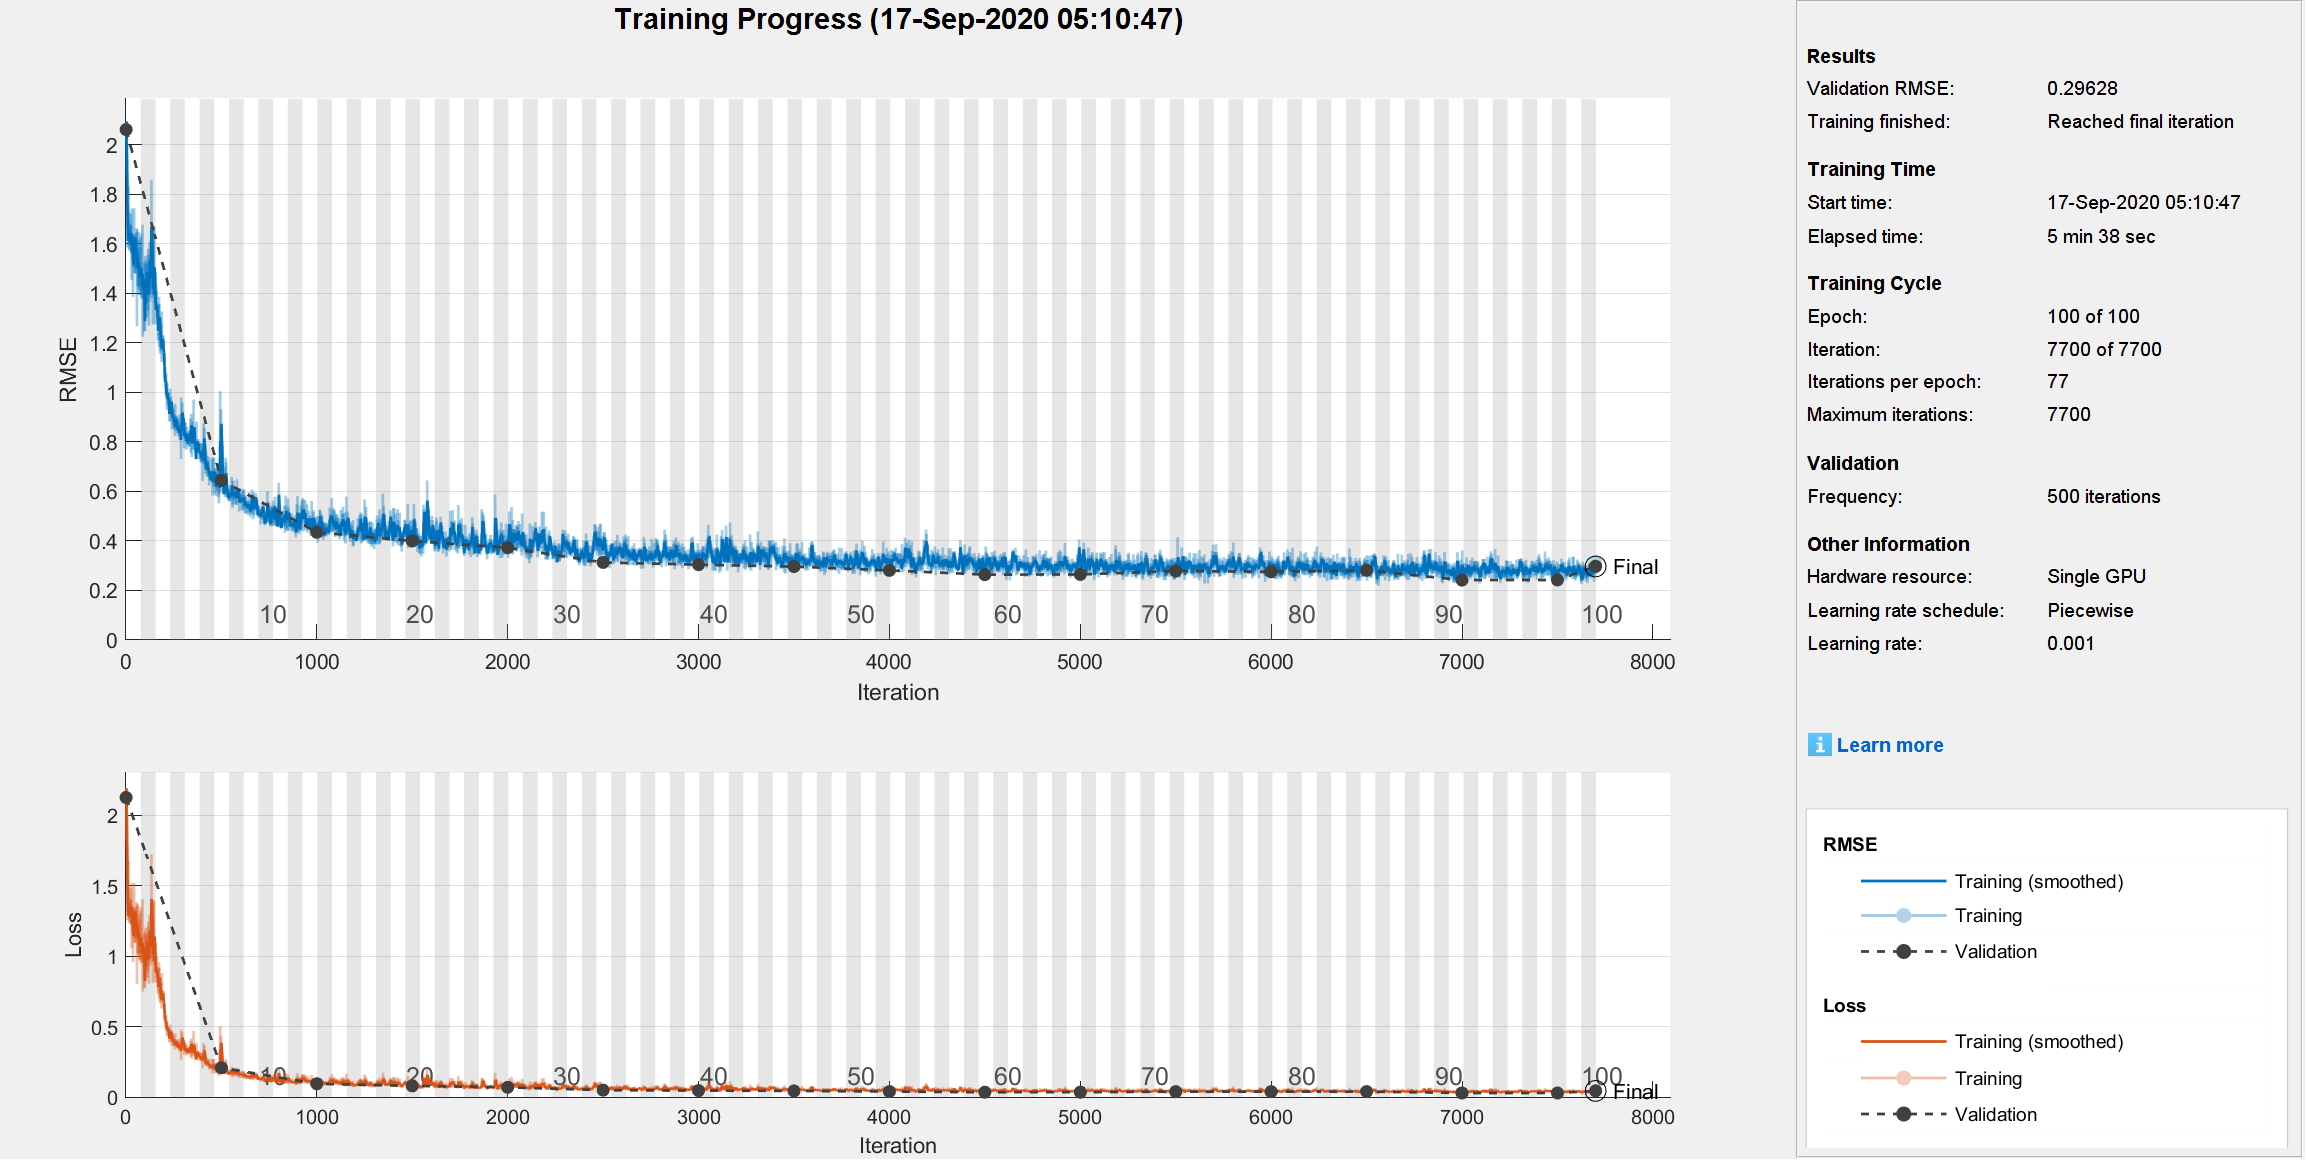 Training Progress (17-Sep-2020 05:10:47)
2
1.8
1.6
1.4
1.2
1
0.8
0.6
0.4
0.2
0
RMSE
10 20 30 40 50 60 70 80 90 100
Final
0 1000 2000 3000 4000 5000 6000 7000 8000
Iteration
2
1.5
1
0.5
0
Loss
10 20 30 40 50 60 70 80 90 100
Final
0 1000 2000 3000 4000 5000 6000 7000 8000
Iteration
Results
Validation RMSE: 0.29628
Training finished: Reached final iteration
Training Time
Start time: 17-Sep-2020 05:10:47
Elapsed time: 5 min 38 sec
Training Cycle
Epoch: 100 of 100
Iteration: 7700 of 7700
Iterations per epoch: 77
Maximum iterations: 7700
Validation
Frequency: 500 iterations
Other Information
Hardware resource: Single GPU
Learning rate schedule: Piecewise
Learning rate: 0.001
i Learn more
RMSE
Training (smoothed)
Training
Validation
Loss
Training (smoothed)
Training
Validation